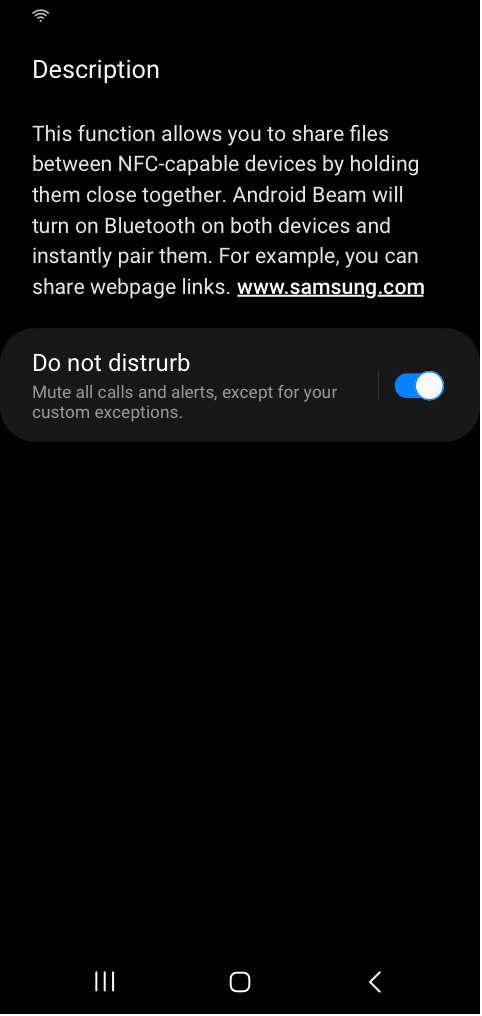 Description
This function allows you to share files
between NFC-capable devices by holding
them close together. Android Beam will
turn on Bluetooth on both devices and
instantly pair them. For example, you can
share webpage links. www.samsung.com
Do not distrurb
Mute all calls and alerts, except for your
custom exceptions.